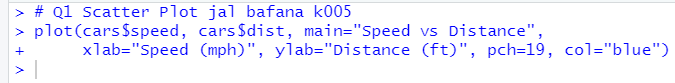 > # Q1 Scatter Plot jal bafana k005
> plot(cars$speed, cars$dist, main="Speed vs Distance",
+      xlab="Speed (mph)", ylab="Distance (ft)", pch=19, col="blue")
>